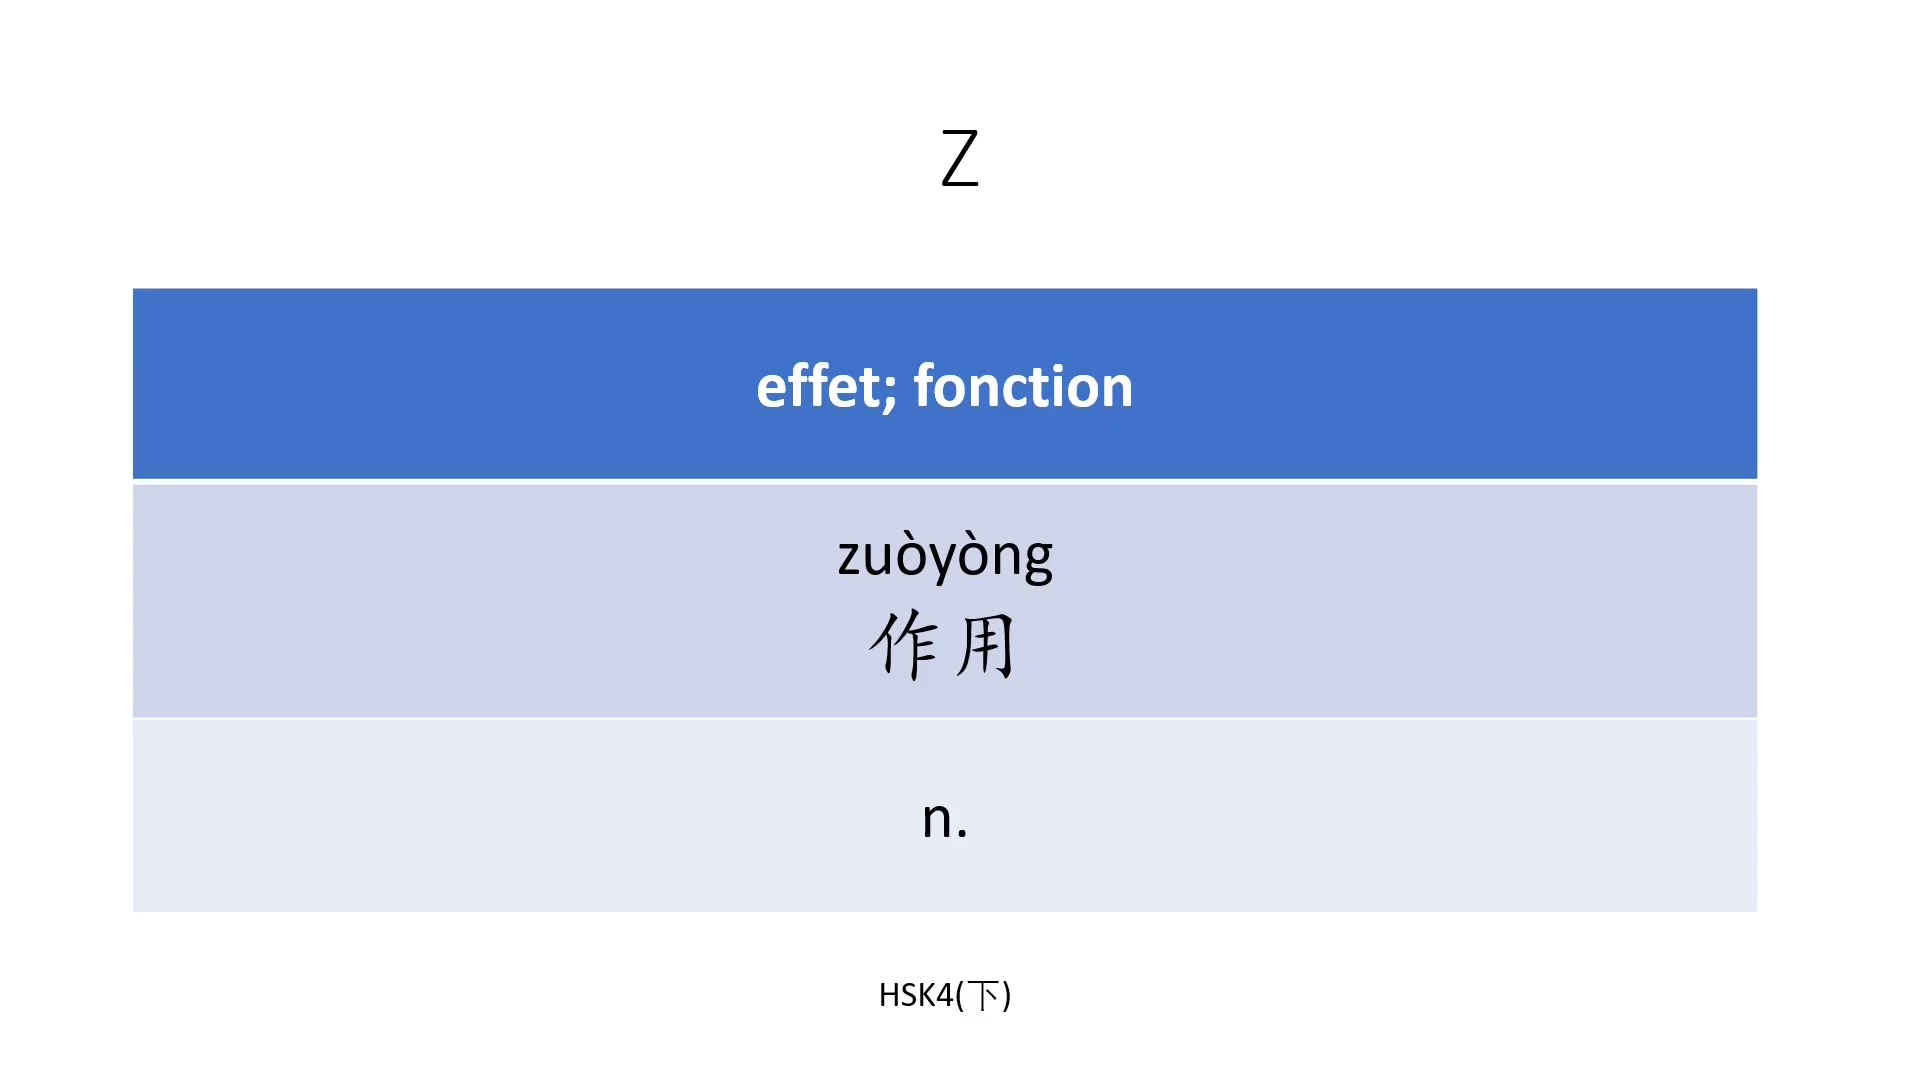 Z
effet; fonction
zuòyòng
作用
n.
HSK4(下)